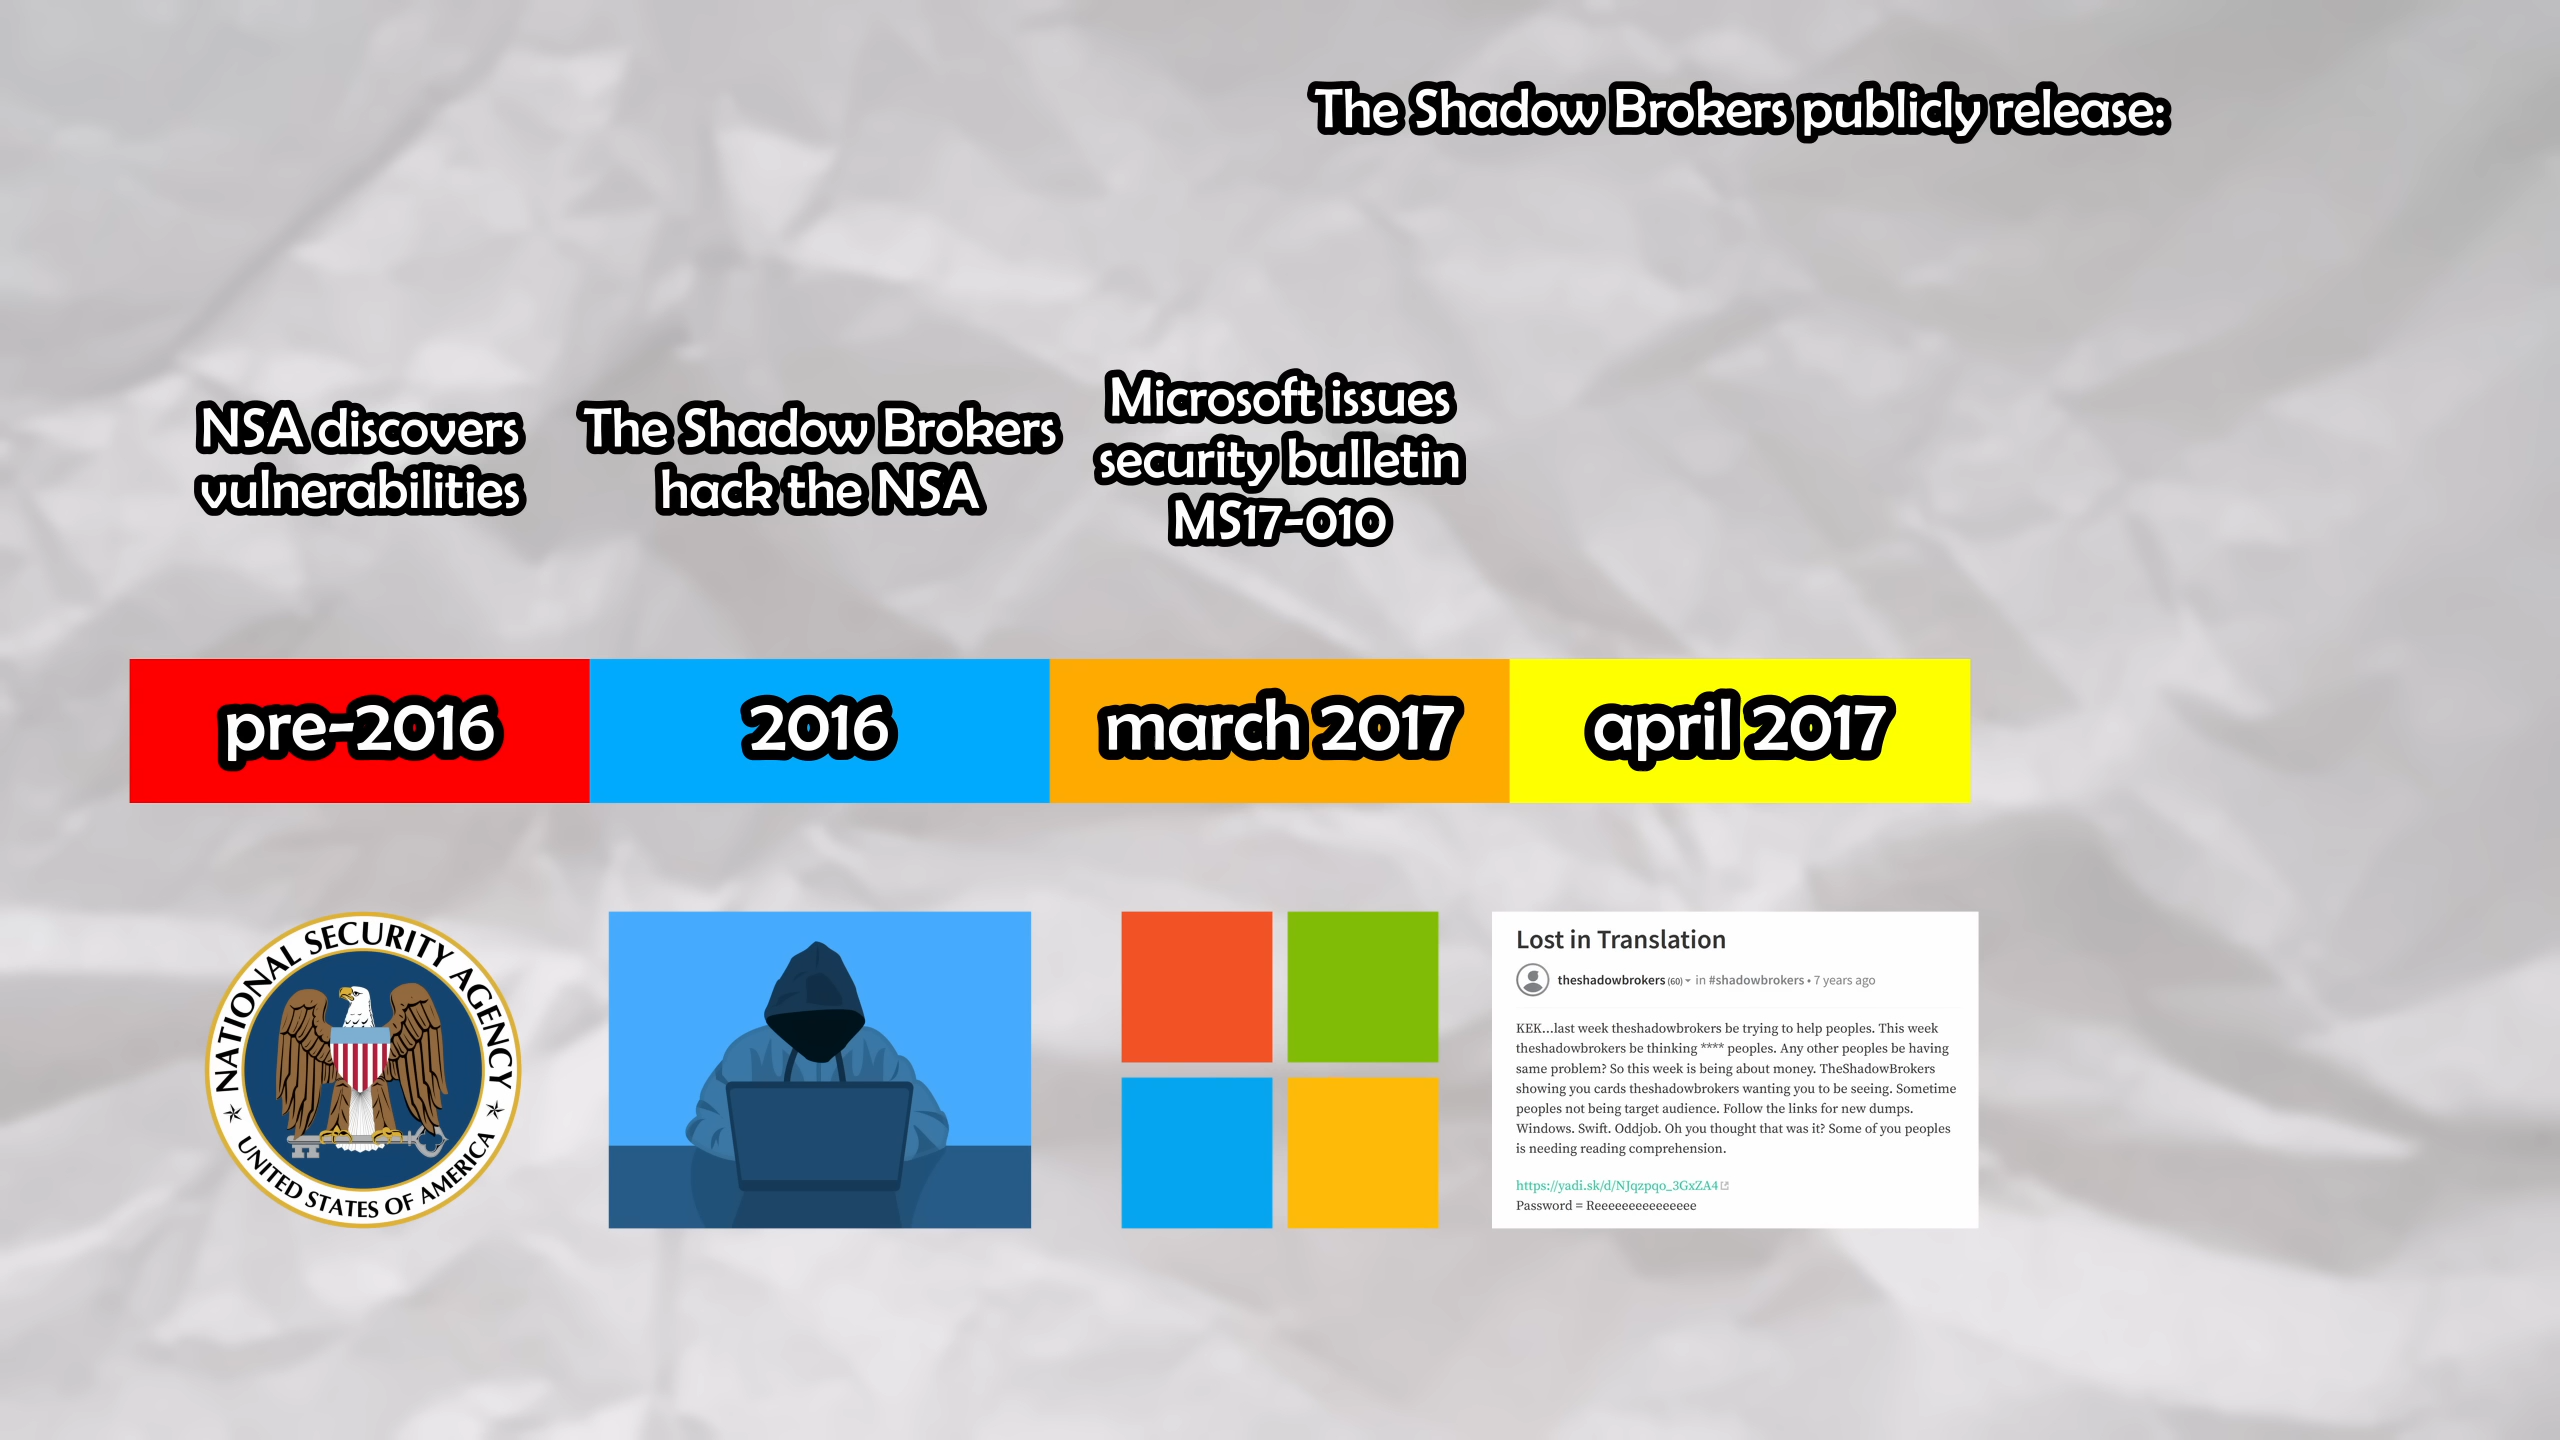 The Shadow Brokers publicly release:
NSA discovers
vulnerabilities
The Shadow Brokers
hack the NSA
Microsoft issues
security bulletin
MS17-010
pre-2016
2016
march 2017
april 2017
NATIONAL SECURITY AGENCY
UNITED STATES OF AMERICA
Lost in Translation
theshadowbrokers (60) in #shadowbrokers • 7 years ago
KEK...last week theshadowbrokers be trying to help peoples. This week
theshadowbrokers be thinking **** peoples. Any other peoples be having
same problem? So this week is being about money. TheShadowBrokers
showing you cards theshadowbrokers wanting you to be seeing. Sometime
peoples not being target audience. Follow the links for new dumps.
Windows. Swift. Oddjob. Oh you thought that was it? Some of you peoples
is needing reading comprehension.
https://yadi.sk/d/NJqzpqo_3GxZA4
Password = Reeeeeeeeeeeeeee